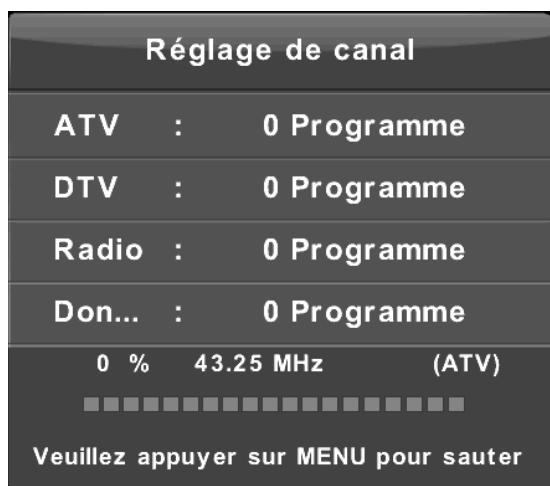 Réglage de canal
ATV : 0 Programme
DTV : 0 Programme
Radio : 0 Programme
Don... : 0 Programme
0 % 43.25 MHz (ATV)
Veuillez appuyer sur MENU pour sauter